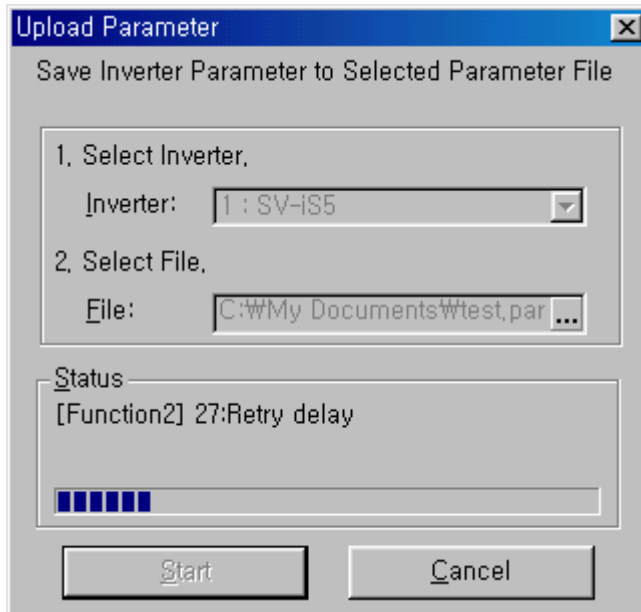 Upload Parameter
Save Inverter Parameter to Selected Parameter File
1. Select Inverter.
Inverter: 1 : SV-iS5
2. Select File.
File: C:₩My Documents₩test.par ...
Status
[Function2] 27:Retry delay
Start Cancel